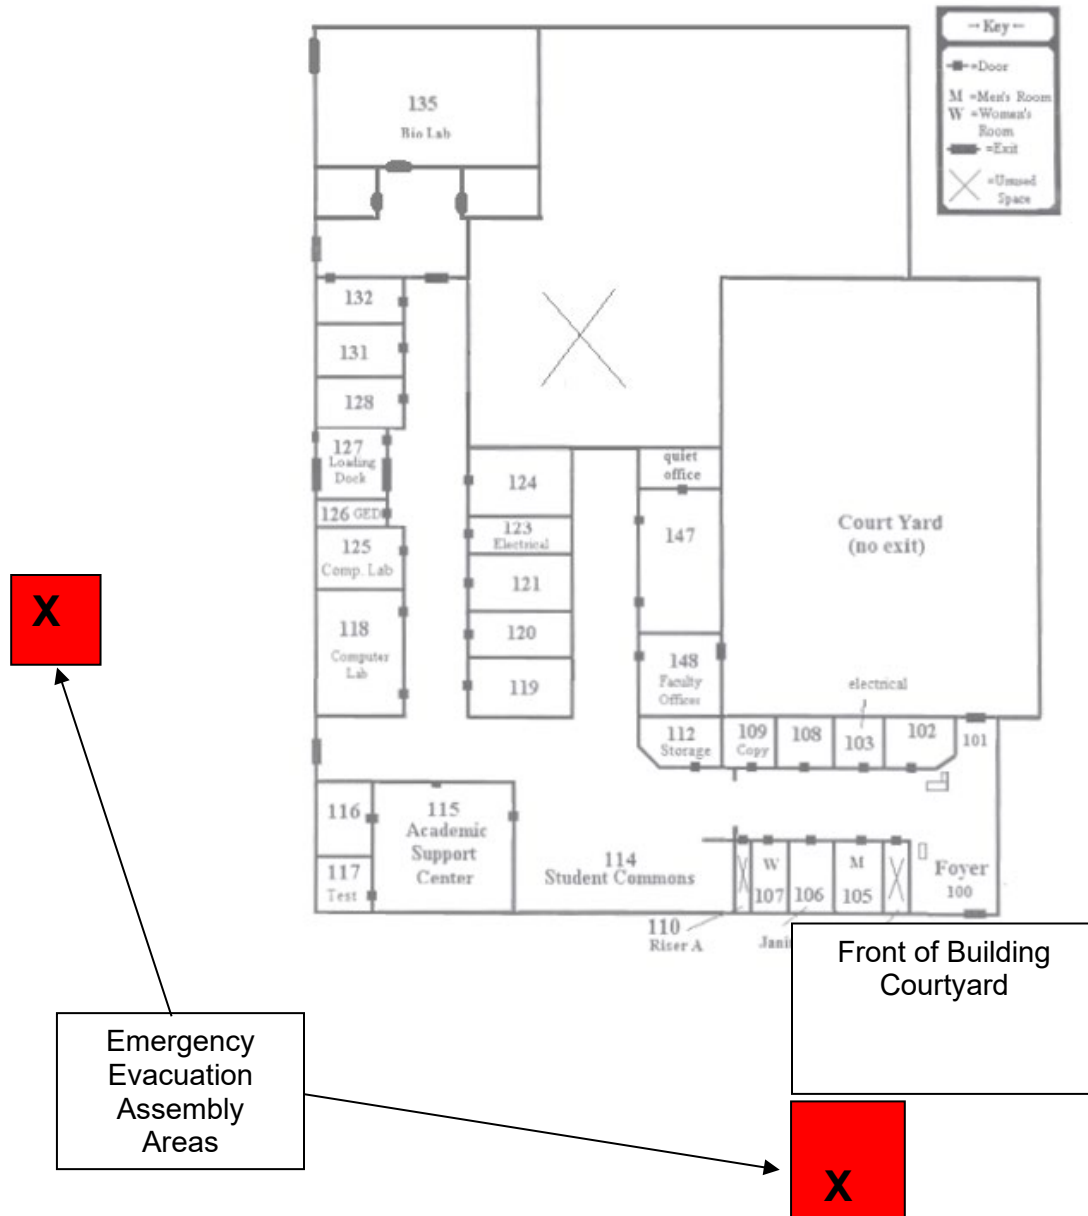 → Key ←
=Door
M =Men's Room
W =Women's
Room
=Exit
=Unused
Space
135
Bio Lab
132
131
128
127
Loading
Dock
126 GED
125
Comp. Lab
118
Computer
Lab
124
123
Electrical
121
120
119
quiet
office
147
148
Faculty
Offices
112
Storage
Court Yard
(no exit)
electrical
109
Copy
108
103
102
101
116
117
Test
115
Academic
Support
Center
114
Student Commons
W
107
106
M
105
Foyer
100
110
Riser A
X
Front of Building
Courtyard
Emergency
Evacuation
Assembly
Areas
X